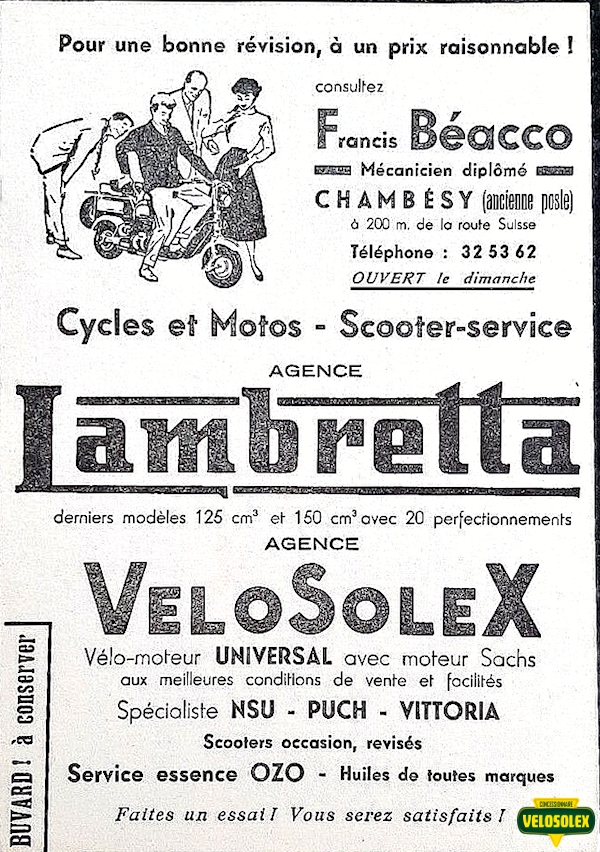 Pour une bonne révision, à un prix raisonnable !
consultez
Francis Béacco
Mécanicien diplômé
CHAMBÉSY (ancienne poste)
à 200 m. de la route Suisse
Téléphone : 32 53 62
OUVERT le dimanche
Cycles et Motos - Scooter-service
AGENCE
Lambretta
derniers modèles 125 cm³ et 150 cm³ avec 20 perfectionnements
AGENCE
VELOSOLEX
Vélo-moteur UNIVERSAL avec moteur Sachs
aux meilleures conditions de vente et facilités
Spécialiste NSU - PUCH - VITTORIA
Scooters occasion, revisés
Service essence OZO - Huiles de toutes marques
Faites un essai ! Vous serez satisfaits !
BUVARD ! à conserver
CONCESSIONNAIRE
VELOSOLEX